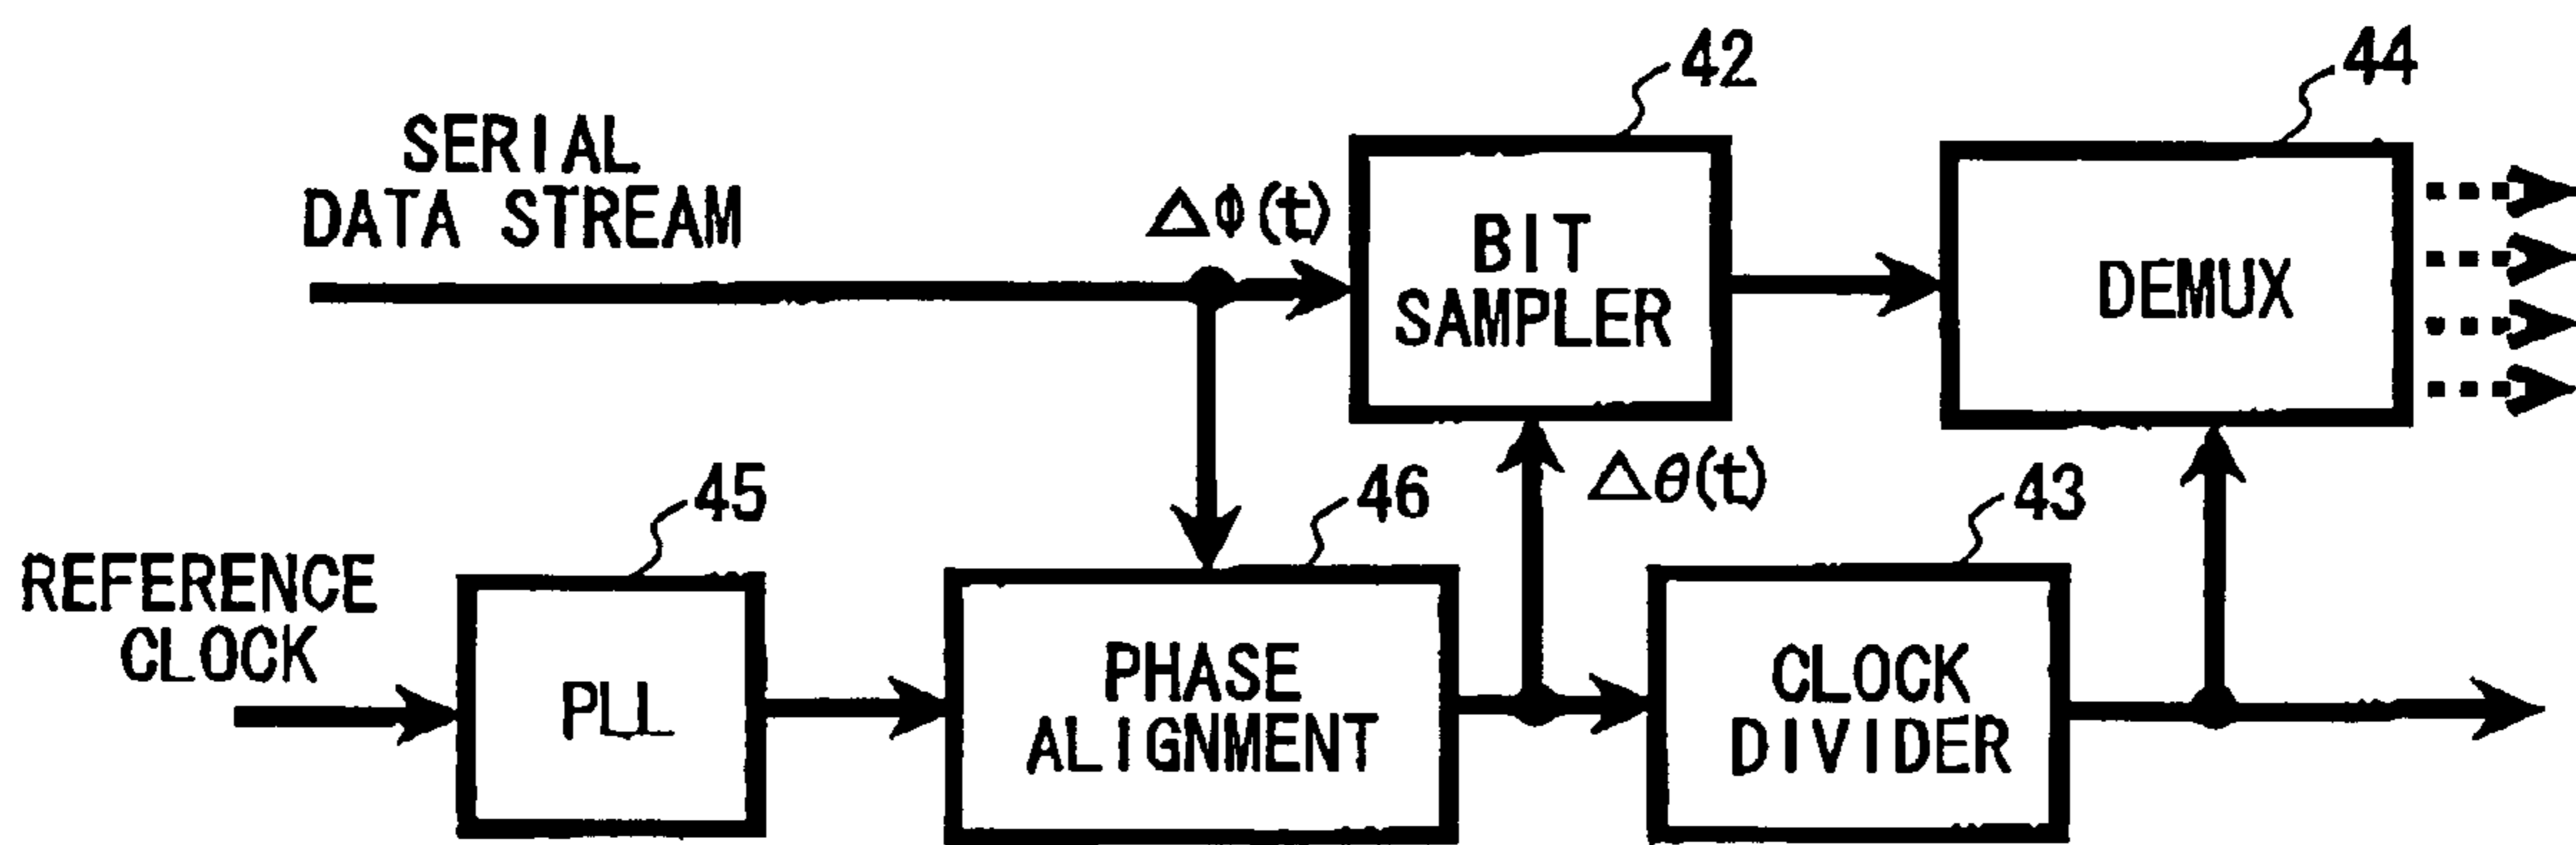 42
44
SERIAL
DATA STREAM
ΔΦ(t)
BIT
SAMPLER
DEMUX
Δθ(t)
45
46
43
REFERENCE
CLOCK
PLL
PHASE
ALIGNMENT
CLOCK
DIVIDER